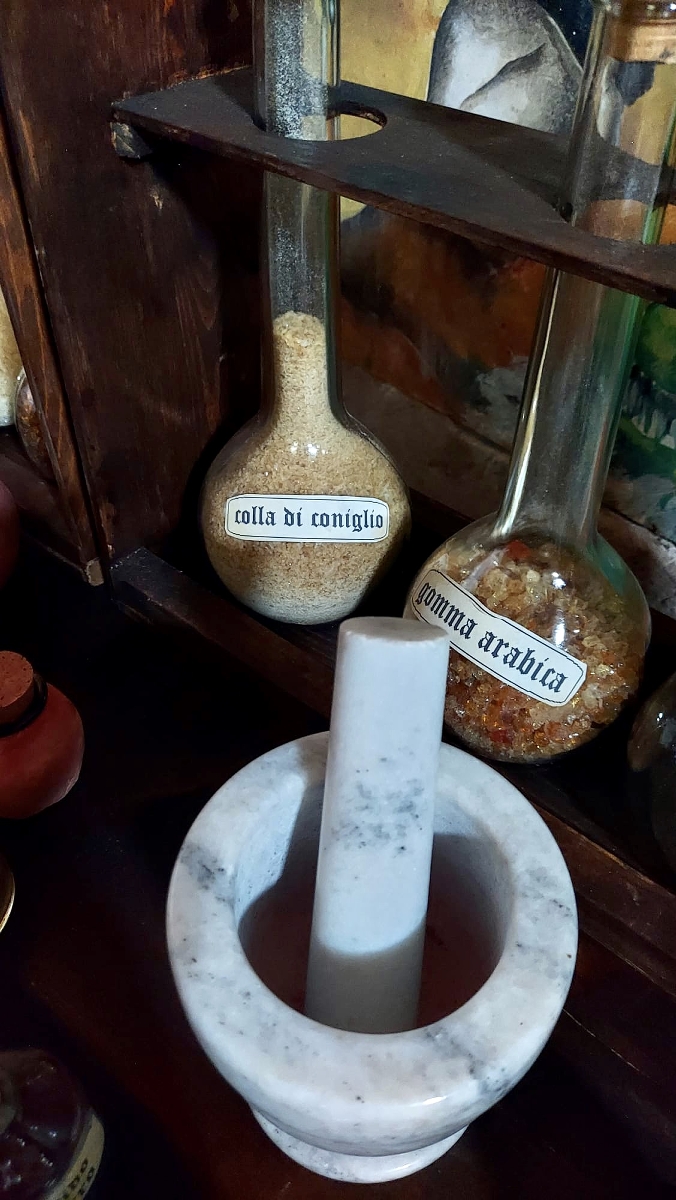 colla di coniglio
gomma arabica